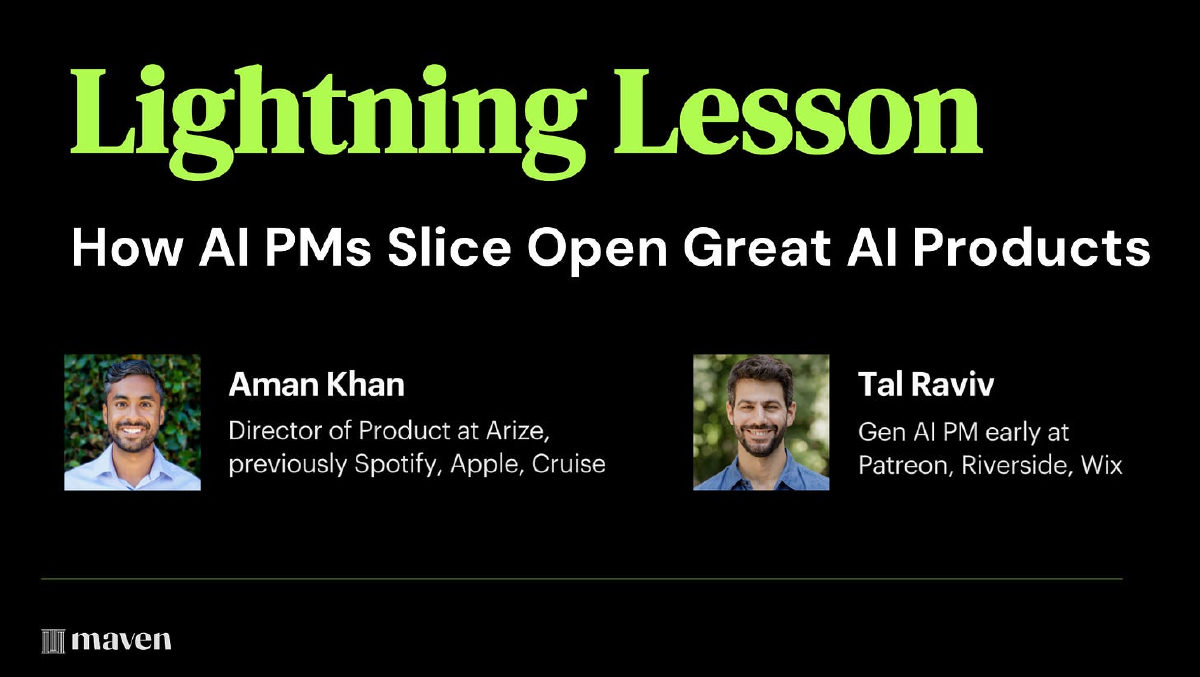 Lightning Lesson
How AI PMs Slice Open Great AI Products
Aman Khan
Director of Product at Arize,
previously Spotify, Apple, Cruise
Tal Raviv
Gen AI PM early at
Patreon, Riverside, Wix
maven